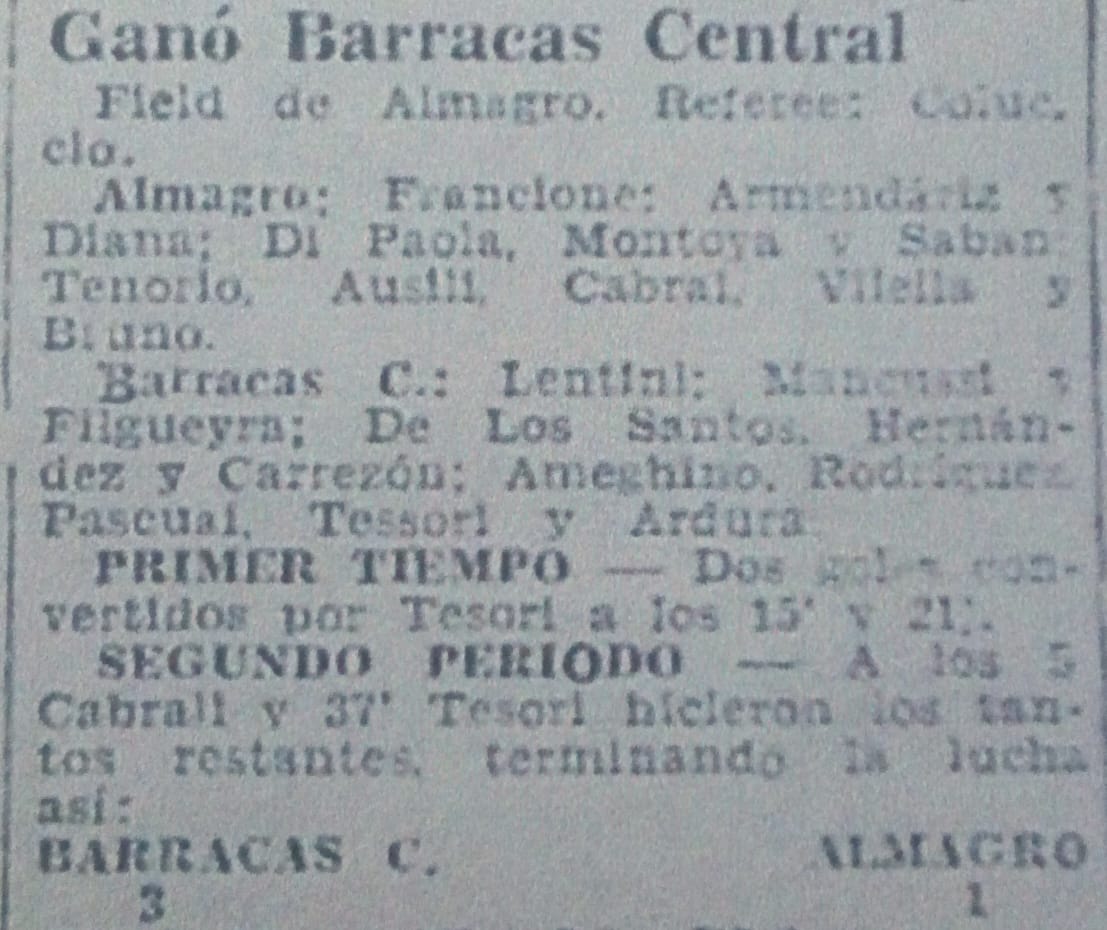 Ganó Barracas Central
Field de Almagro. Referee: Coluc.
cio.
Almagro: Francione; Armendáriz y
Diana; Di Paola, Montoya y Saban
Tenorio, Ausili, Cabral, Vilella y
Bruno.
Barracas C.: Lentini; Mancusi y
Filgueyra; De Los Santos, Hernán-
dez y Carrezón; Ameghino, Rodríguez
Pascual, Tessori y Ardura
PRIMER TIEMPO — Dos goles con-
vertidos por Tesori a los 15' y 21'.
SEGUNDO PERIODO — A los 5
Cabrali y 37' Tesori hicieron los tan-
tos restantes, terminando la lucha
así:
BARRACAS C. ALMAGRO
3 1